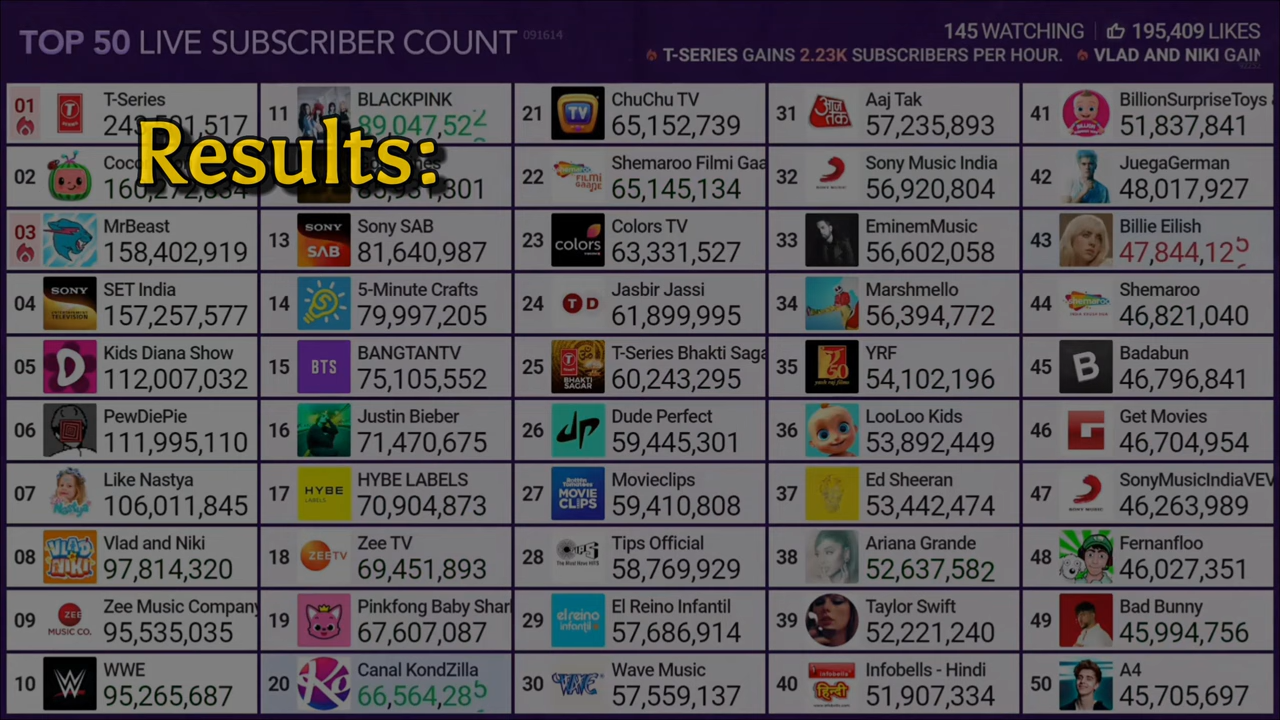 TOP 50 LIVE SUBSCRIBER COUNT 091614
145 WATCHING 195,409 LIKES
T-SERIES GAINS 2.23K SUBSCRIBERS PER HOUR. VLAD AND NIKI GAIN
Results:
01 T-Series
02
160,272,834
03 MrBeast
158,402,919
04 SET India
157,257,577
05 Kids Diana Show
112,007,032
06 PewDiePie
111,995,110
07 Like Nastya
106,011,845
08 Vlad and Niki
97,814,320
09 Zee Music Company
95,535,035
10 WWE
95,265,687
11 BLACKPINK
89,047,522
13 Sony SAB
81,640,987
14 5-Minute Crafts
79,997,205
15 BANGTANTV
75,105,552
16 Justin Bieber
71,470,675
17 HYBE LABELS
70,904,873
18 Zee TV
69,451,893
19 Pinkfong Baby Shar
67,607,087
20 Canal KondZilla
66,564,285
21 ChuChu TV
65,152,739
22 Shemaroo Filmi Gaa
65,145,134
23 Colors TV
63,331,527
24 Jasbir Jassi
61,899,995
25 T-Series Bhakti Saga
60,243,295
26 Dude Perfect
59,445,301
27 Movieclips
59,410,808
28 Tips Official
58,769,929
29 El Reino Infantil
57,686,914
30 Wave Music
57,559,137
31 Aaj Tak
57,235,893
32 Sony Music India
56,920,804
33 EminemMusic
56,602,058
34 Marshmello
56,394,772
35 YRF
54,102,196
36 LooLoo Kids
53,892,449
37 Ed Sheeran
53,442,474
38 Ariana Grande
52,637,582
39 Taylor Swift
52,221,240
40 Infobells - Hindi
51,907,334
41 BillionSurpriseToys
51,837,841
42 JuegaGerman
48,017,927
43 Billie Eilish
47,844,125
44 Shemaroo
46,821,040
45 Badabun
46,796,841
46 Get Movies
46,704,954
47 SonyMusicIndiaVEV
46,263,989
48 Fernanfloo
46,027,351
49 Bad Bunny
45,994,756
50 A4
45,705,697